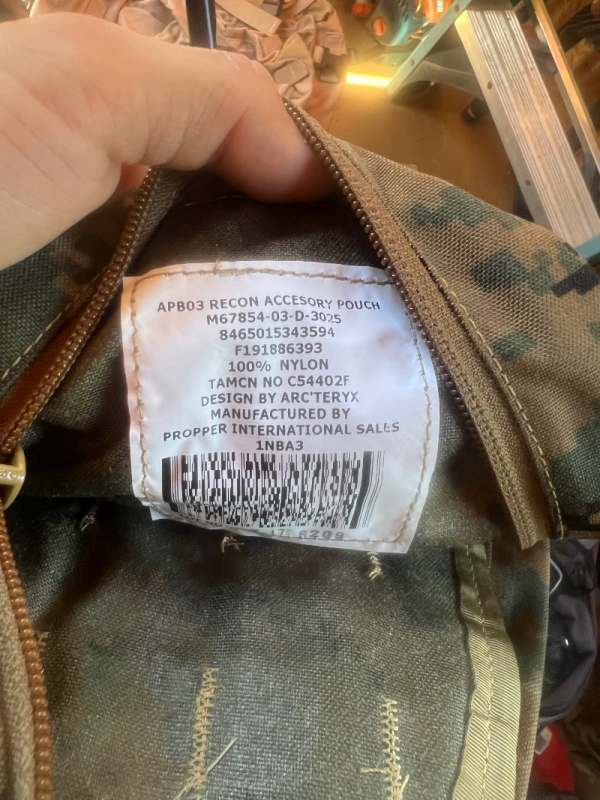 APB03 RECON ACCESORY POUCH
M67854-03-D-3025
8465015343594
F191886393
100% NYLON
TAMCN NO C54402F
DESIGN BY ARC'TERYX
MANUFACTURED BY
PROPPER INTERNATIONAL SALES
1NBA3